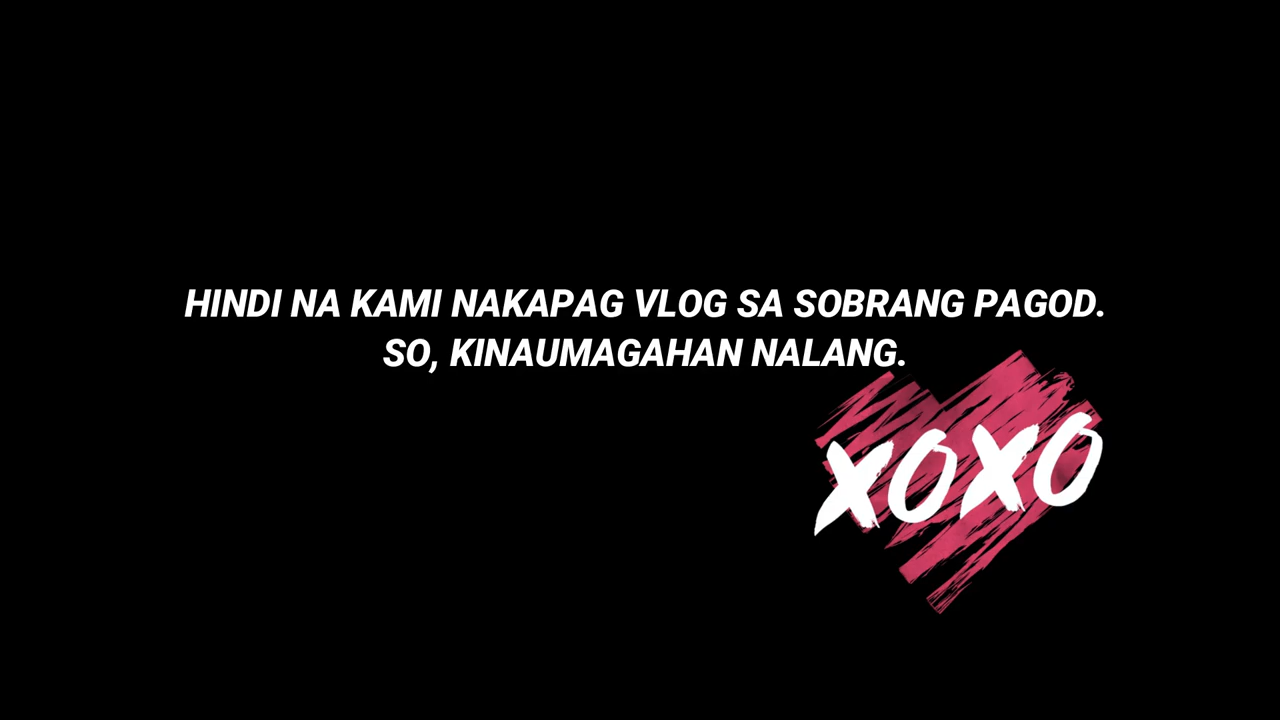 HINDI NA KAMI NAKAPAG VLOG SA SOBRANG PAGOD.
SO, KINAUMAGAHAN NALANG.
XOXO